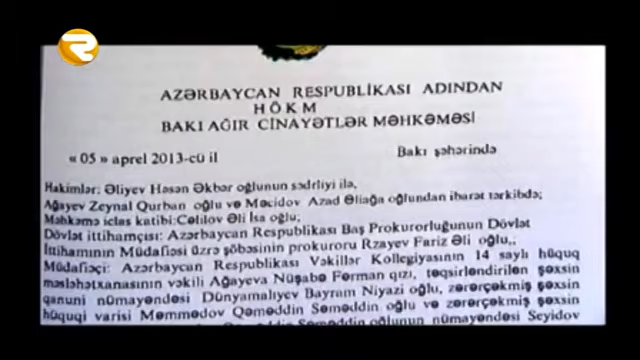 AZƏRBAYCAN RESPUBLİKASI ADINDAN
HÖKM
BAKI AĞIR CİNAYƏTLƏR MƏHKƏMƏSİ
« 05 » aprel 2013-cü il
Bakı şəhərində
Hakimlər: Əliyev Həsən Əkbər oğlunun sədrliyi ilə,
Ağayev Zeynal Qurban oğlu və Məcidov Azad Əliağa oğlundan ibarət tərkibdə;
Məhkəmə iclas katibi:Cəlilov Əli İsa oğlu;
Dövlət ittihamçısı: Azərbaycan Respublikası Baş Prokurorluğunun Dövlət
İttihamının Müdafiəsi üzrə şöbəsinin prokuroru Rzayev Fariz Əli oğlu,;
Müdafiəçi: Azərbaycan Respublikası Vəkillər Kollegiyasının 14 saylı hüquq
məsləhətxanasının vəkili Ağayeva Nüşabə Fərman qızı, təqsirləndirilən şəxsin
qanuni nümayəndəsi Dünyamalıyev Bayram Niyazi oğlu, zərərçəkmiş şəxsin
hüquqi varisi Məmmədov Qəməddin Səməddin oğlu və zərərçəkmiş şəxsin
Səməddin oğlunun nümayəndəsi Seyidov